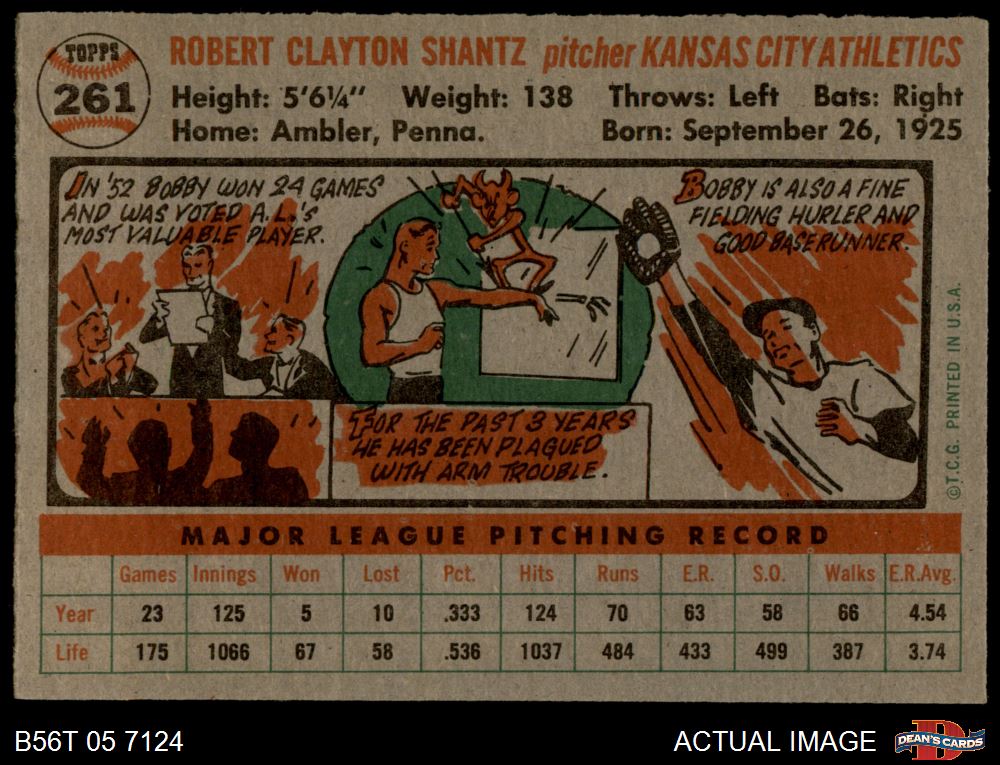 TOPPS
261
ROBERT CLAYTON SHANTZ pitcher KANSAS CITY ATHLETICS
Height: 5'6¼" Weight: 138 Throws: Left Bats: Right
Home: Ambler, Penna. Born: September 26, 1925
IN '52 BOBBY WON 24 GAMES
AND WAS VOTED A.L.'s
MOST VALUABLE PLAYER.
FOR THE PAST 3 YEARS
HE HAS BEEN PLAGUED
WITH ARM TROUBLE.
BOBBY IS ALSO A FINE
FIELDING HURLER AND
GOOD BASERUNNER.
©T.C.G. PRINTED IN U.S.A.
MAJOR LEAGUE PITCHING RECORD
Games Innings Won Lost Pct. Hits Runs E.R. S.O. Walks E.R.Avg.
Year 23 125 5 10 .333 124 70 63 58 66 4.54
Life 175 1066 67 58 .536 1037 484 433 499 387 3.74
B56T 05 7124 ACTUAL IMAGE DEAN'S CARDS